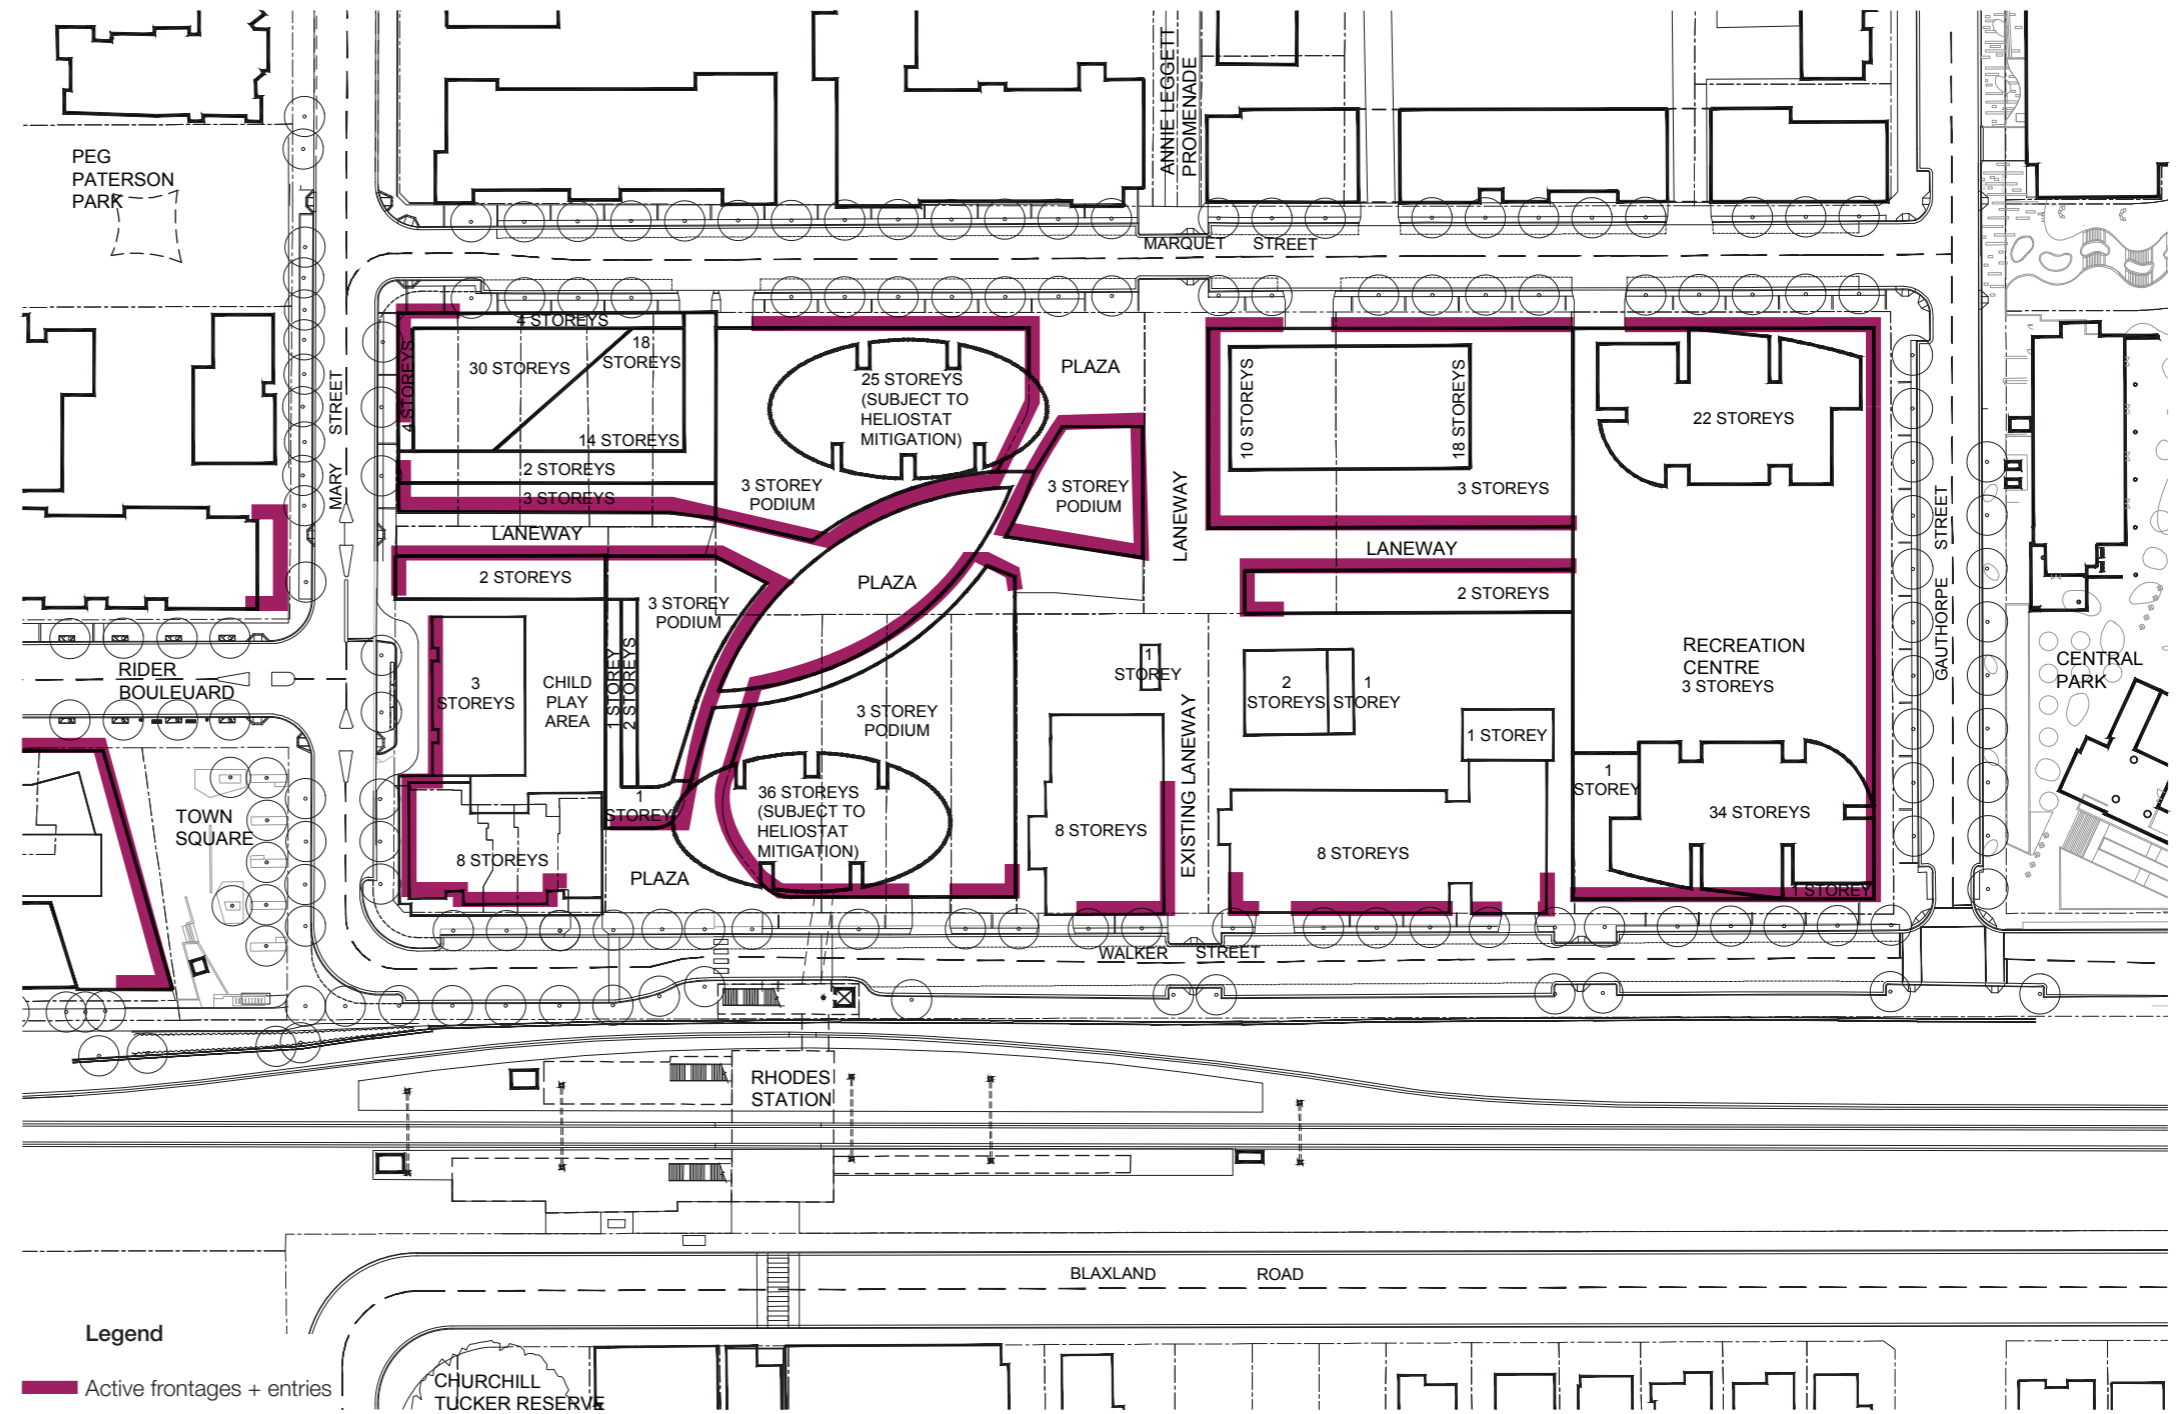 ANNIE LEGGETT
PROMENADE
PEG
PATERSON
PARK
MARQUET STREET
4 STOREYS
4 STOREYS
30 STOREYS
18
STOREYS
14 STOREYS
2 STOREYS
3 STOREYS
25 STOREYS
(SUBJECT TO
HELIOSTAT
MITIGATION)
PLAZA
3 STOREY
PODIUM
3 STOREY
PODIUM
10 STOREYS
18 STOREYS
3 STOREYS
22 STOREYS
MARY STREET
LANEWAY
LANEWAY
LANEWAY
2 STOREYS
3 STOREY
PODIUM
PLAZA
2 STOREYS
GAUTHORPE STREET
RIDER
BOULEUARD
3
STOREYS
CHILD
PLAY
AREA
1 STOREY
2 STOREYS
3 STOREY
PODIUM
1
STOREY
EXISTING LANEWAY
2
STOREYS
1
STOREY
1 STOREY
RECREATION
CENTRE
3 STOREYS
CENTRAL
PARK
TOWN
SQUARE
8 STOREYS
1
STOREY
PLAZA
36 STOREYS
(SUBJECT TO
HELIOSTAT
MITIGATION)
8 STOREYS
8 STOREYS
1
STOREY
34 STOREYS
1 STOREY
WALKER STREET
RHODES
STATION
BLAXLAND ROAD
Legend
Active frontages + entries
CHURCHILL
TUCKER RESERVE